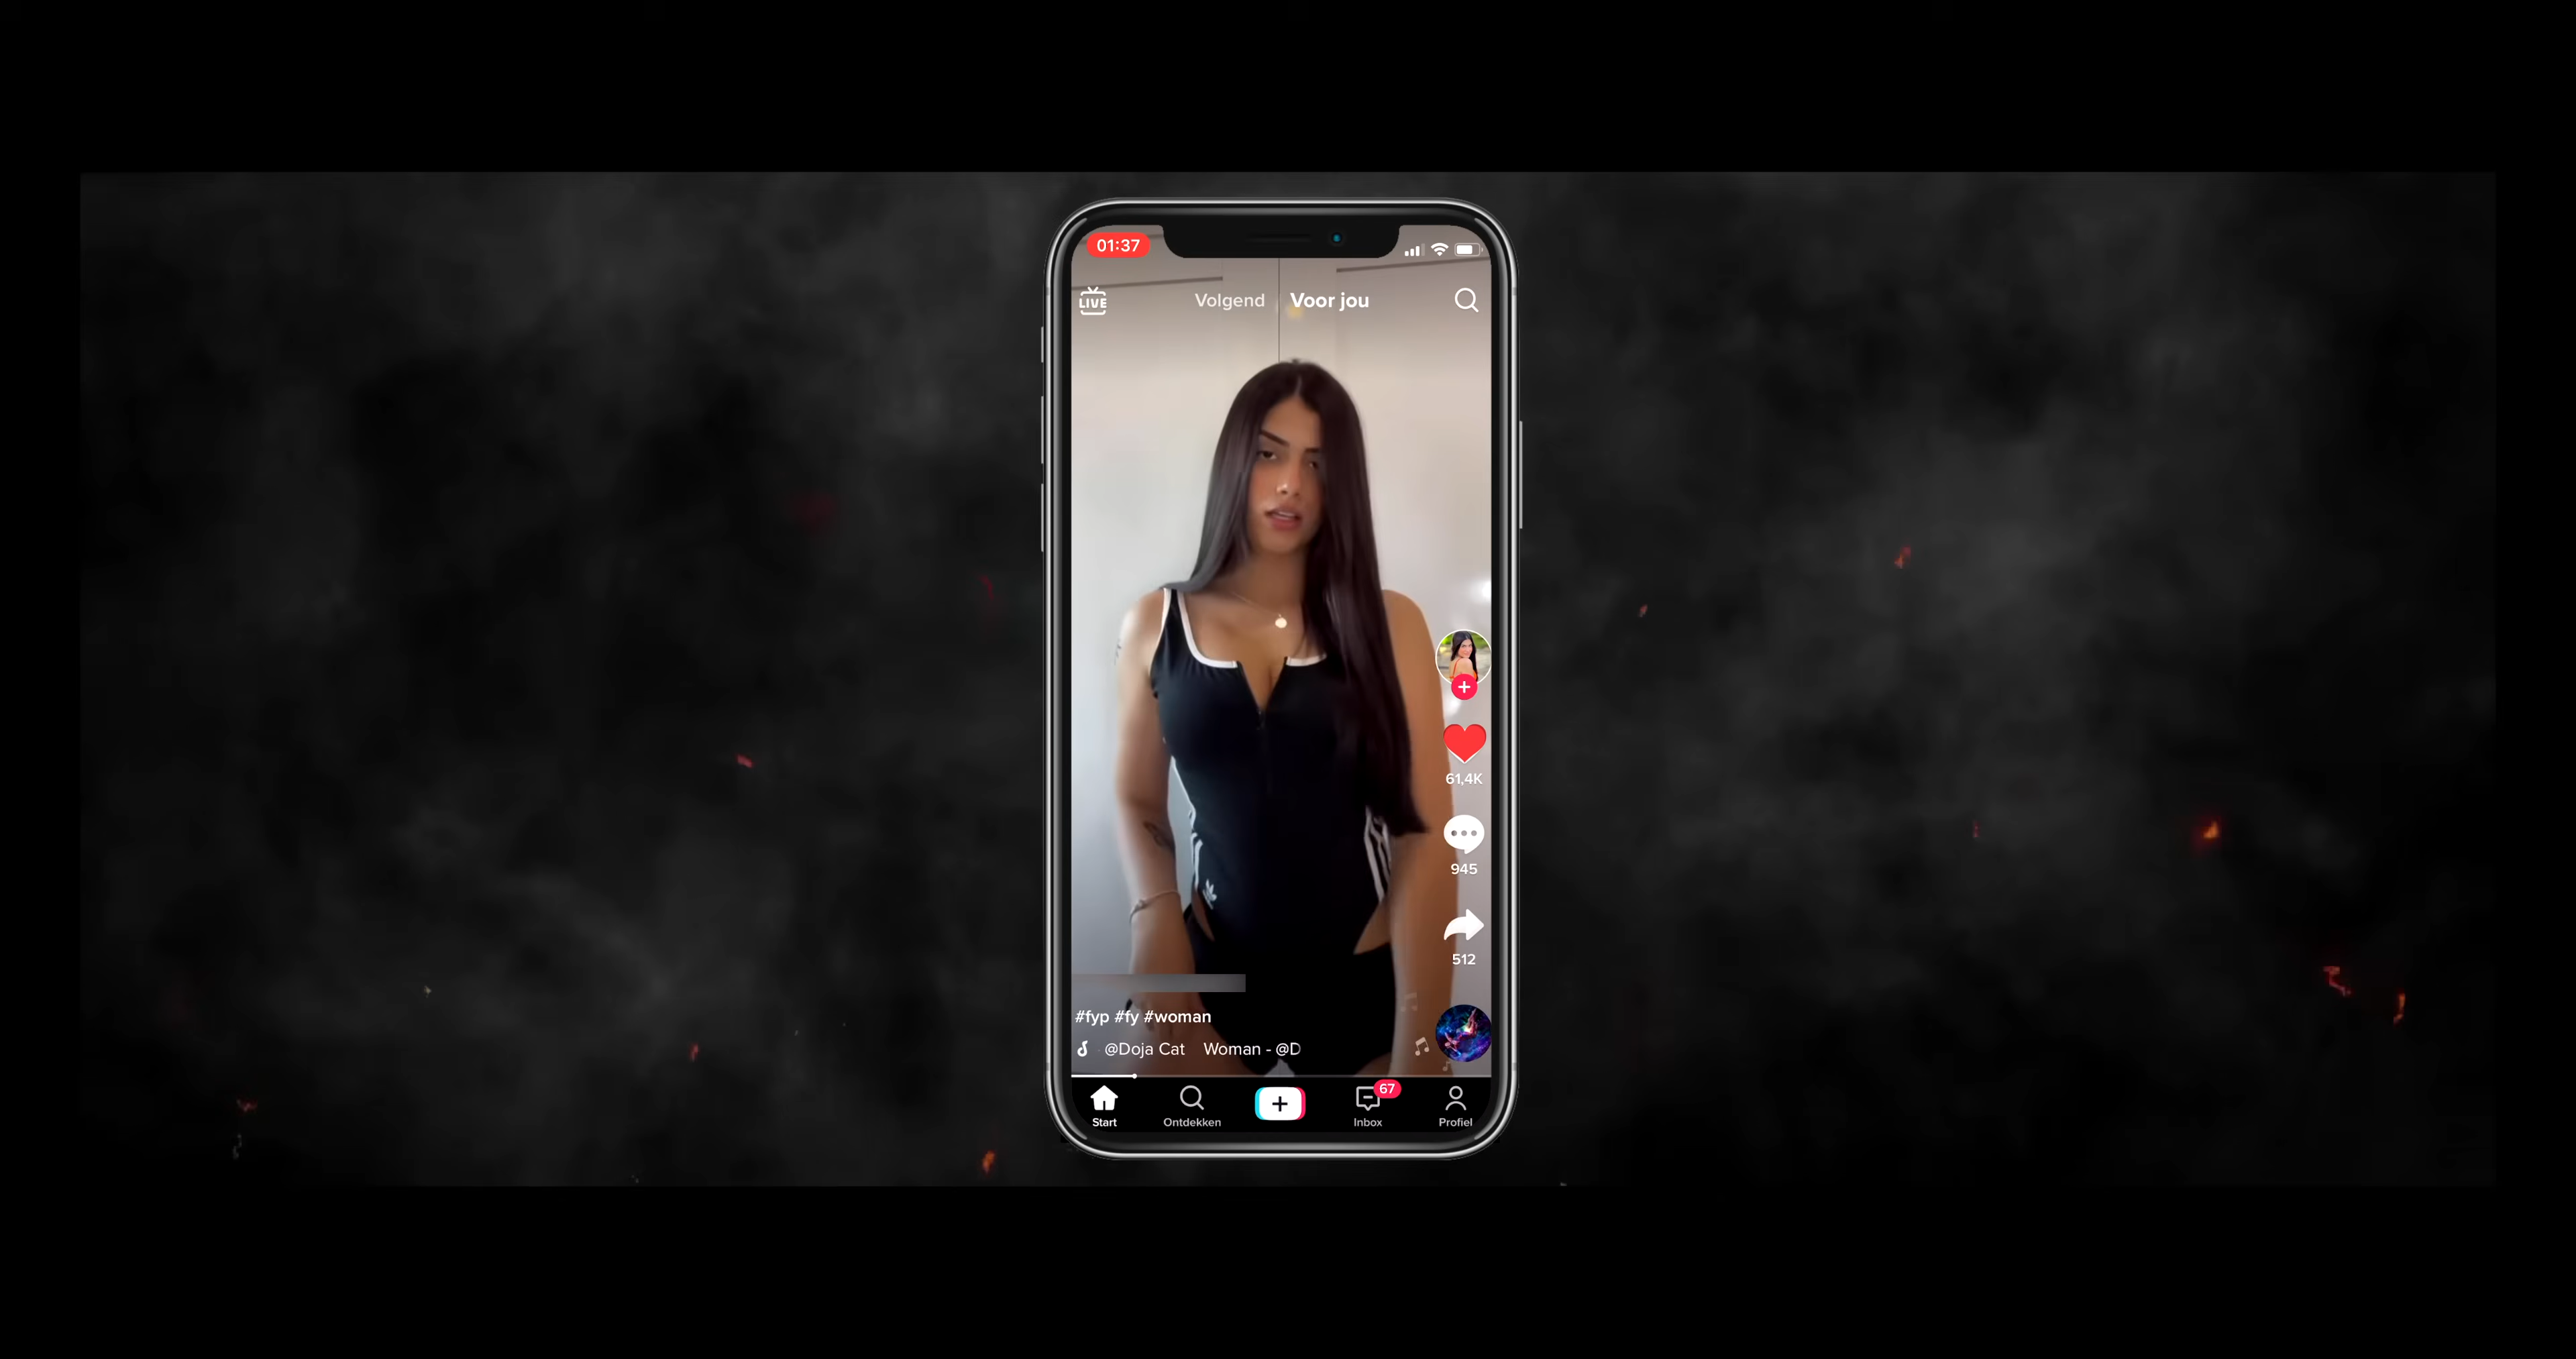 01:37
LIVE
Volgend
Voor jou
61,4K
945
512
#fyp #fy #woman
@Doja Cat Woman - @D
Start
Ontdekken
67
Inbox
Profiel